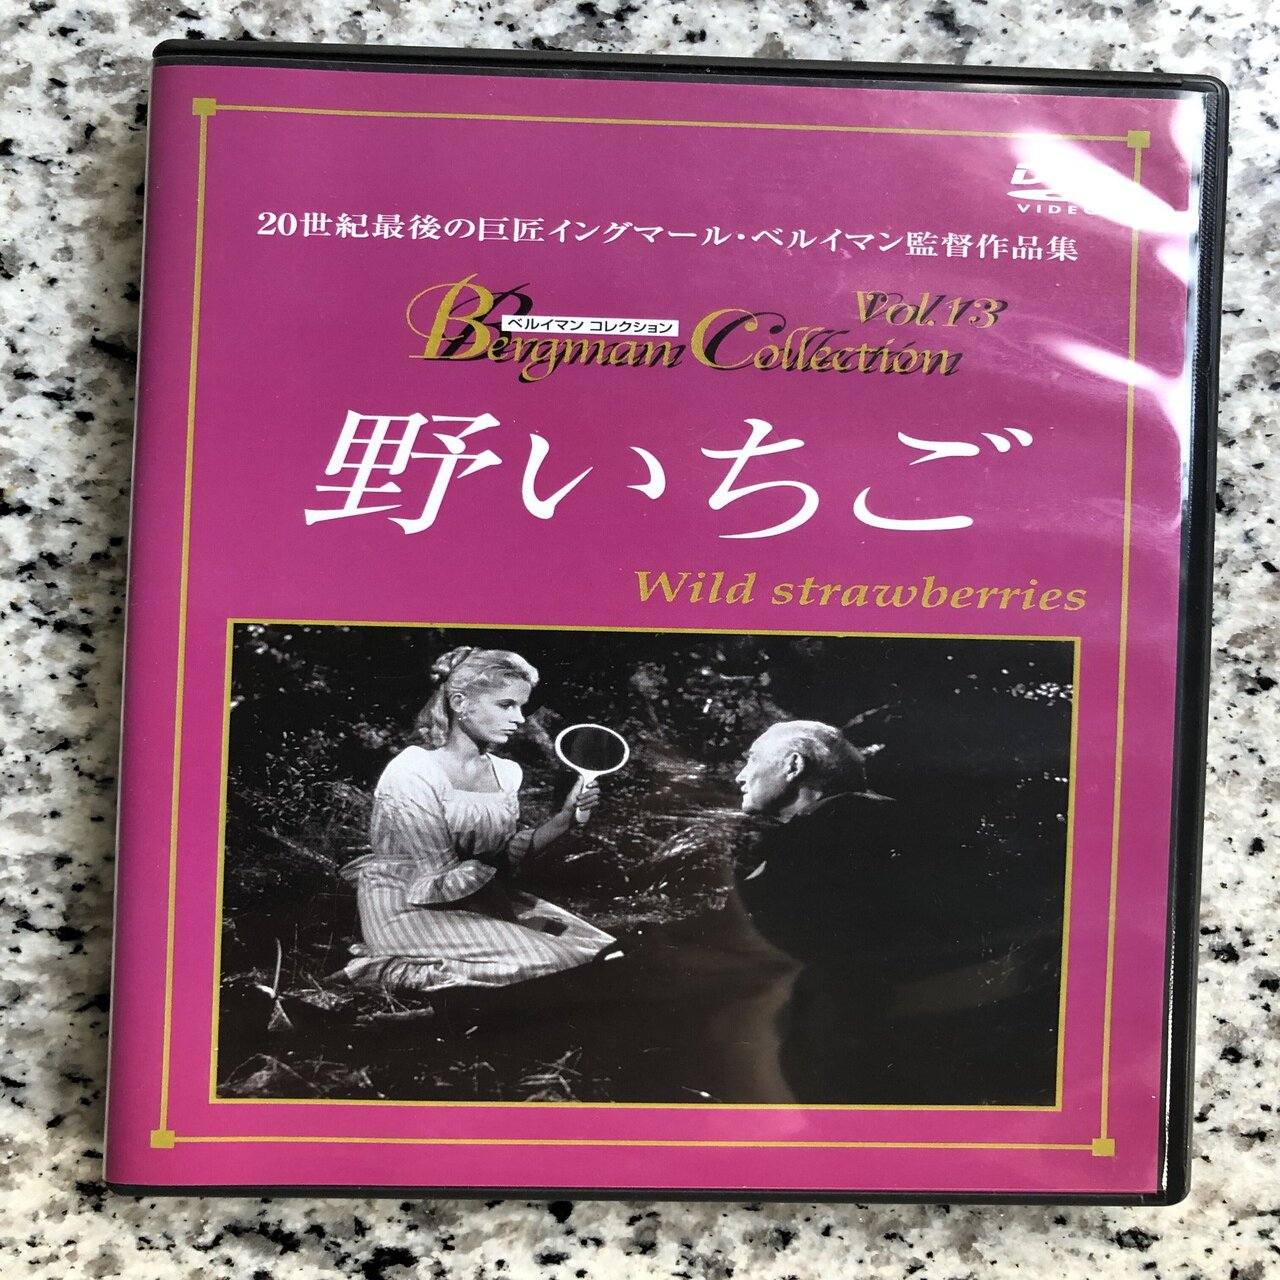 DVD
VIDEO
20世紀最後の巨匠イングマール・ベルイマン監督作品集
Vol.13
ベルイマン コレクション
Bergman Collection
野いちご
Wild strawberries